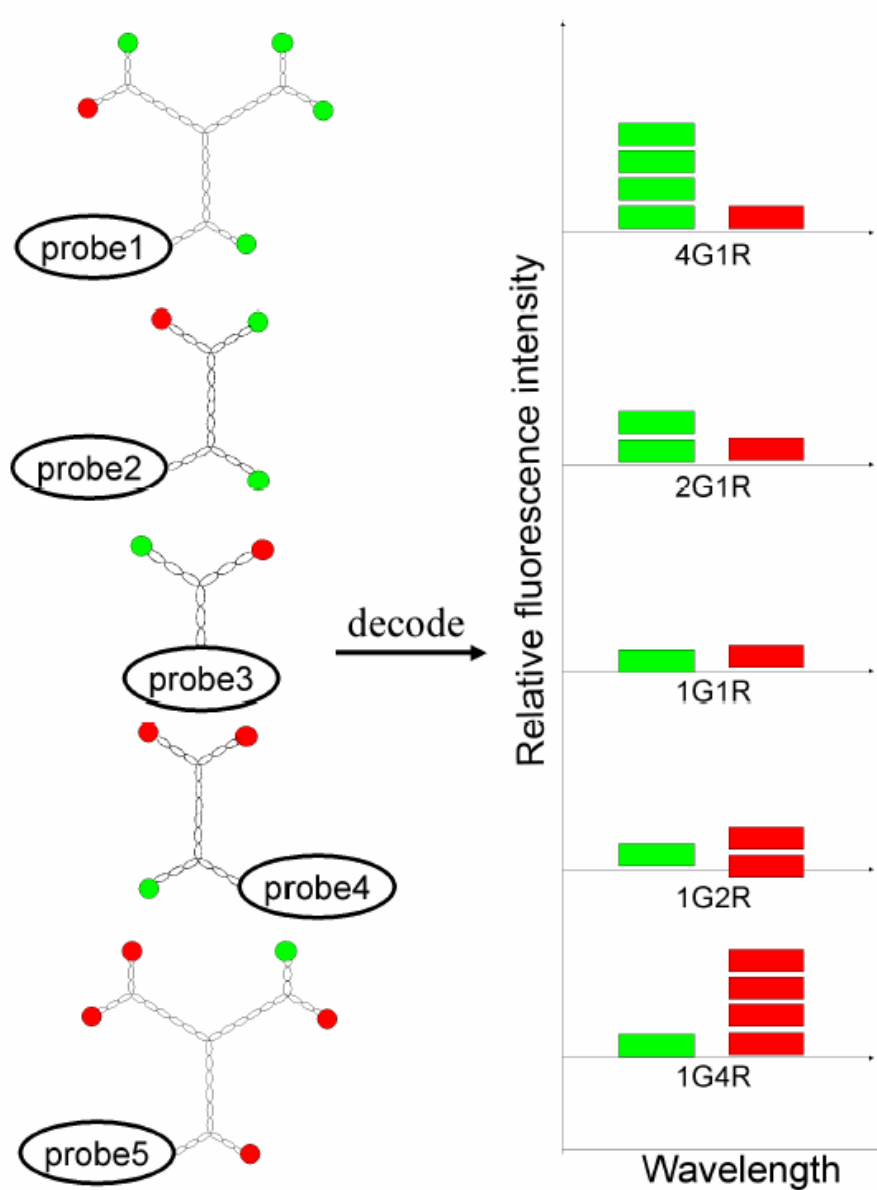 probe1
probe2
probe3
probe4
probe5
decode
Relative fluorescence intensity
4G1R
2G1R
1G1R
1G2R
1G4R
Wavelength